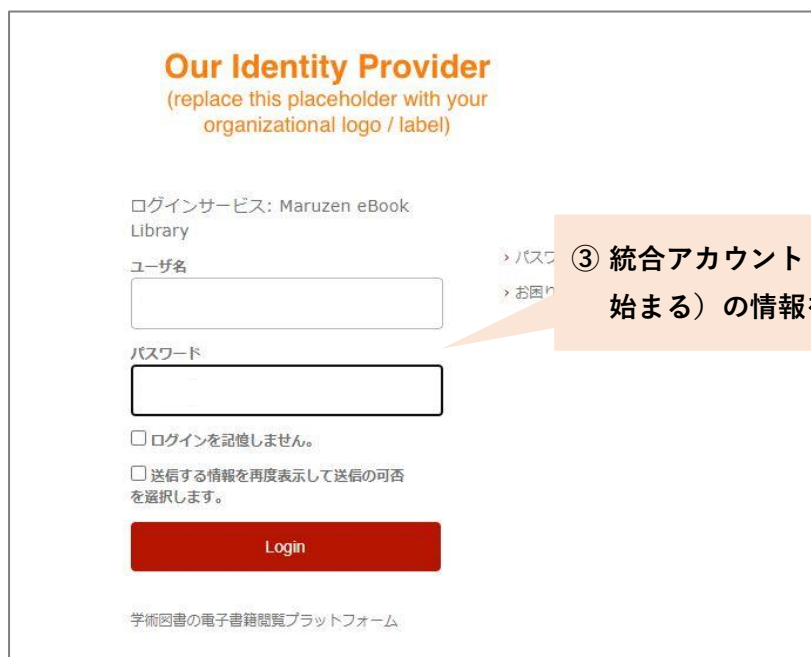 Our Identity Provider
(replace this placeholder with your
organizational logo / label)
ログインサービス: Maruzen eBook
Library
ユーザ名
パスワード
ログインを記憶しません。
送信する情報を再度表示して送信の可否
を選択します。
Login
学術図書の電子書籍閲覧プラットフォーム
› パスワ
› お困り
③ 統合アカウント
始まる）の情報